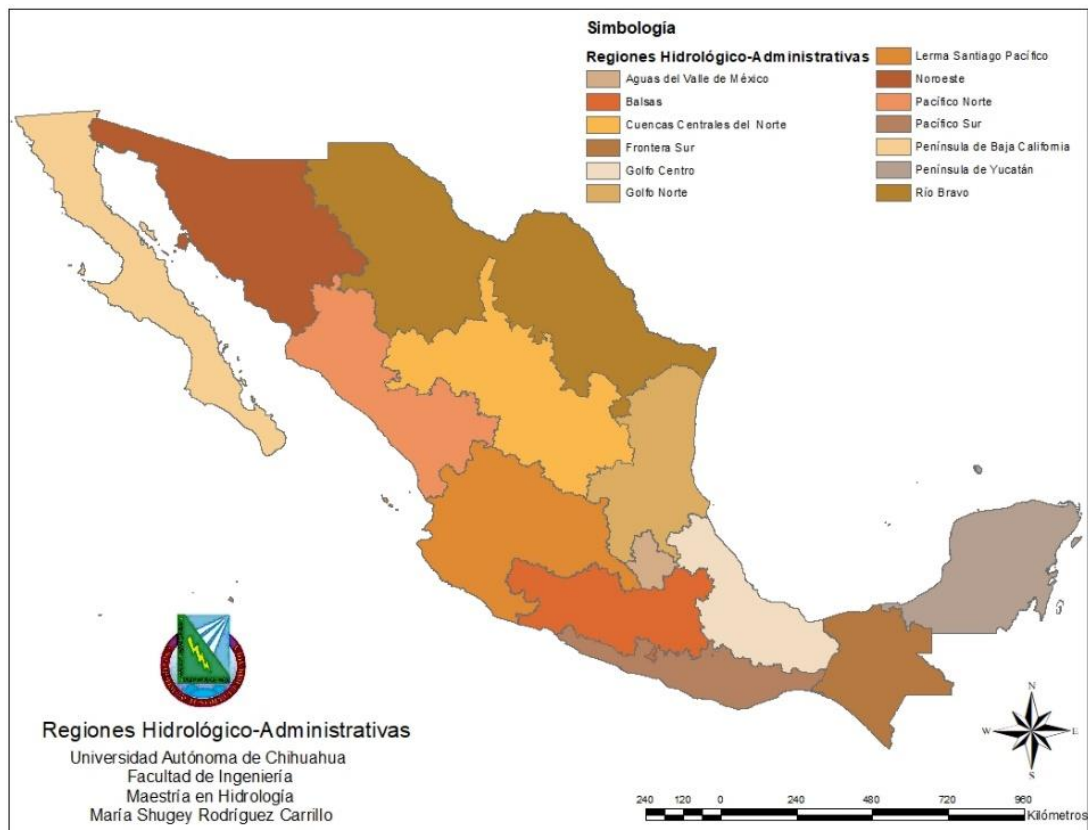 Simbología
Regiones Hidrológico-Administrativas
Aguas del Valle de México
Balsas
Cuencas Centrales del Norte
Frontera Sur
Golfo Centro
Golfo Norte
Lerma Santiago Pacífico
Noroeste
Pacífico Norte
Pacífico Sur
Península de Baja California
Península de Yucatán
Río Bravo
Regiones Hidrológico-Administrativas
Universidad Autónoma de Chihuahua
Facultad de Ingeniería
Maestría en Hidrología
María Shugey Rodríguez Carrillo
N
W E
S
240 120 0 240 480 720 960
Kilómetros